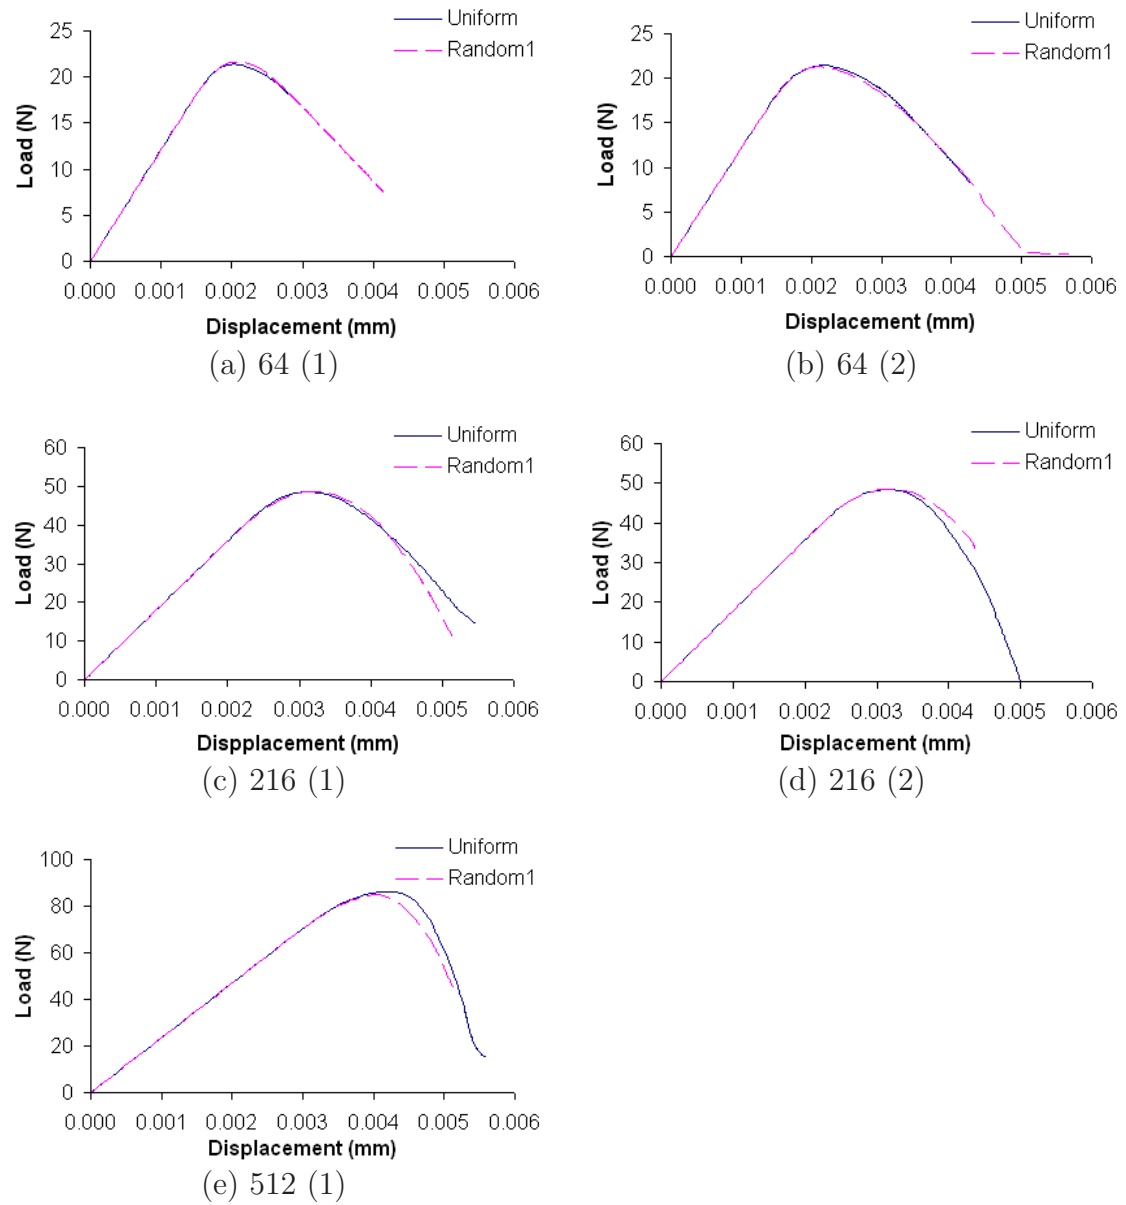 Uniform
Random1
25
20
15
10
5
0
Load (N)
0.000 0.001 0.002 0.003 0.004 0.005 0.006
Displacement (mm)
(a) 64 (1)
Uniform
Random1
25
20
15
10
5
0
Load (N)
0.000 0.001 0.002 0.003 0.004 0.005 0.006
Displacement (mm)
(b) 64 (2)
Uniform
Random1
60
50
40
30
20
10
0
Load (N)
0.000 0.001 0.002 0.003 0.004 0.005 0.006
Dispplacement (mm)
(c) 216 (1)
Uniform
Random1
60
50
40
30
20
10
0
Load (N)
0.000 0.001 0.002 0.003 0.004 0.005 0.006
Displacement (mm)
(d) 216 (2)
Uniform
Random1
100
80
60
40
20
0
Load (N)
0.000 0.001 0.002 0.003 0.004 0.005 0.006
Displacement (mm)
(e) 512 (1)